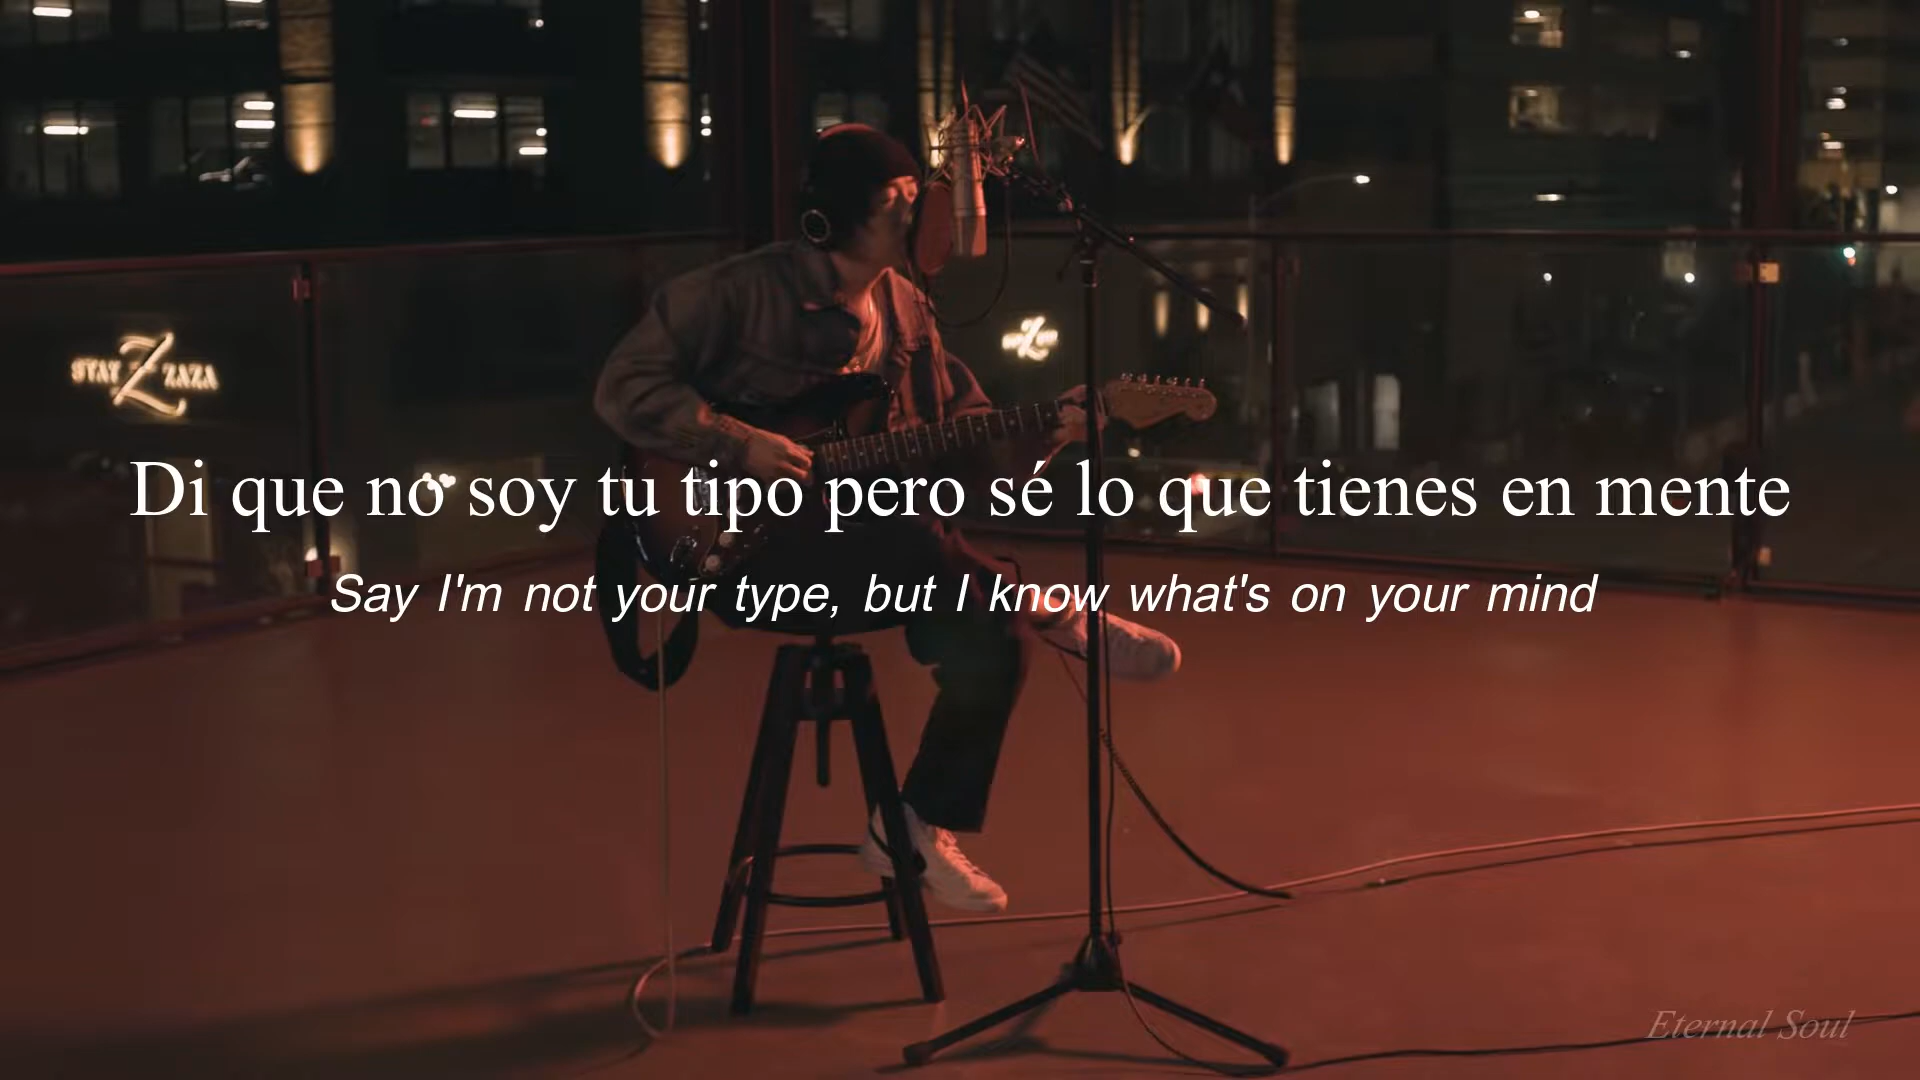 STAY Z ZAZA
Di que no soy tu tipo pero sé lo que tienes en mente
Say I'm not your type, but I know what's on your mind
Eternal Soul